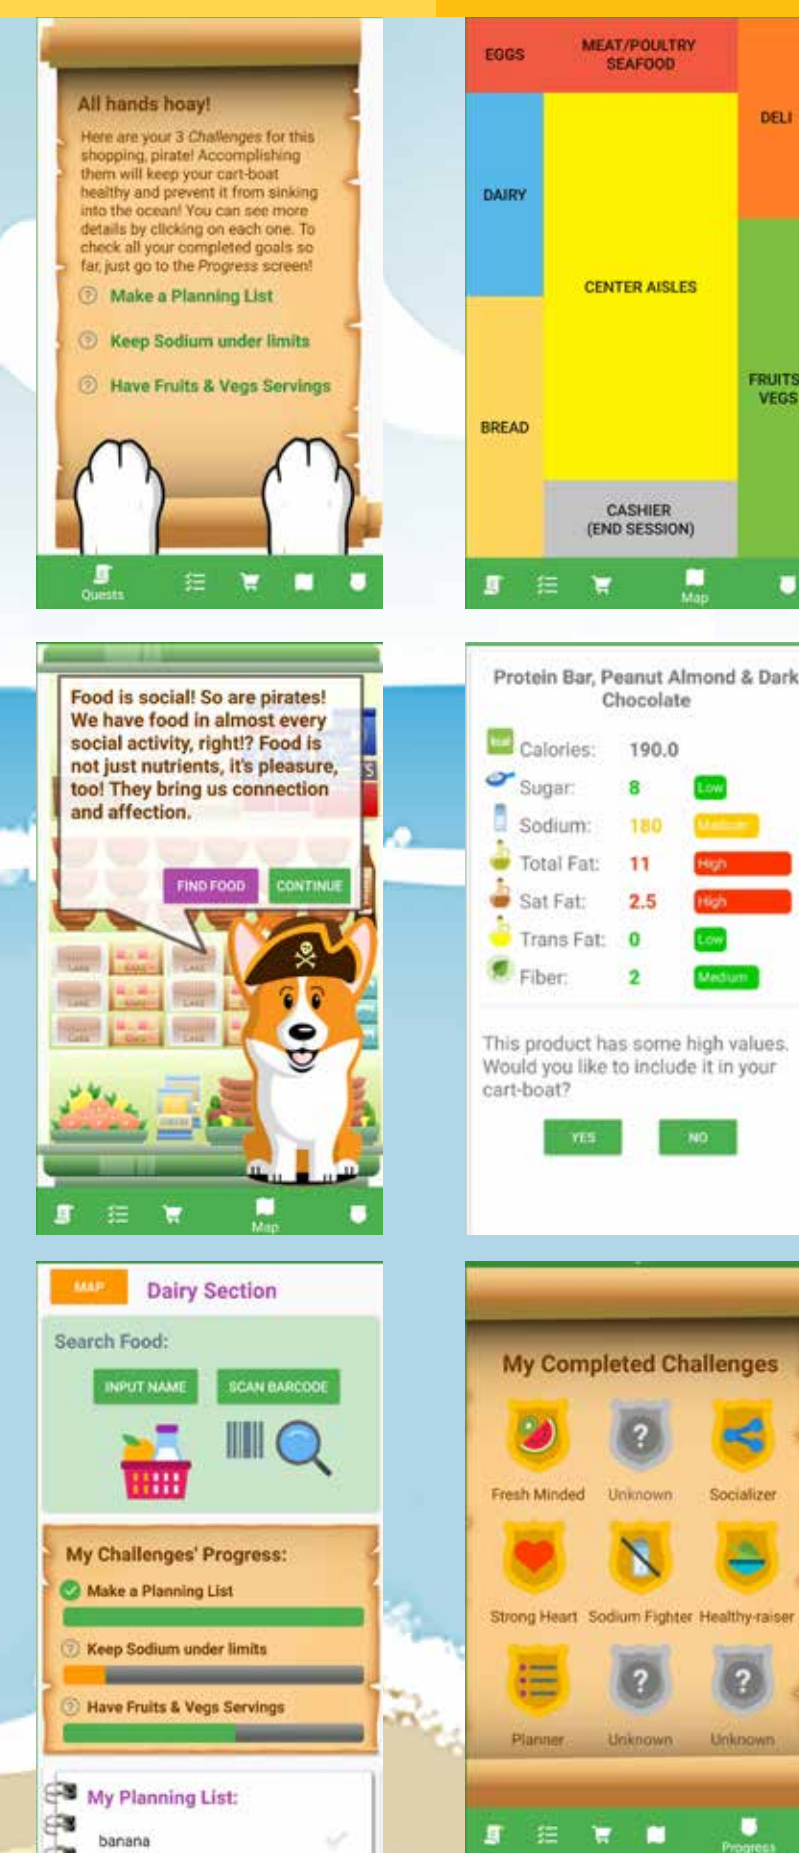 All hands hoay!
Here are your 3 Challenges for this
shopping, pirate! Accomplishing
them will keep your cart-boat
healthy and prevent it from sinking
into the ocean! You can see more
details by clicking on each one. To
check all your completed goals so
far, just go to the Progress screen!
? Make a Planning List
? Keep Sodium under limits
? Have Fruits & Vegs Servings
Quests
EGGS
MEAT/POULTRY
SEAFOOD
DELI
DAIRY
CENTER AISLES
FRUITS
VEGS
BREAD
CASHIER
(END SESSION)
Map
Food is social! So are pirates!
We have food in almost every
social activity, right!? Food is
not just nutrients, it's pleasure,
too! They bring us connection
and affection.
FIND FOOD CONTINUE
Map
Protein Bar, Peanut Almond & Dark
Chocolate
kcal Calories: 190.0
Sugar: 8 Low
Sodium: 180 Medium
Total Fat: 11 High
Sat Fat: 2.5 High
Trans Fat: 0 Low
Fiber: 2 Medium
This product has some high values.
Would you like to include it in your
cart-boat?
YES NO
MAP Dairy Section
Search Food:
INPUT NAME SCAN BARCODE
My Challenges' Progress:
Make a Planning List
? Keep Sodium under limits
? Have Fruits & Vegs Servings
My Planning List:
banana
My Completed Challenges
? 
Fresh Minded Unknown Socializer
Strong Heart Sodium Fighter Healthy-raiser
? ?
Planner Unknown Unknown
Progress